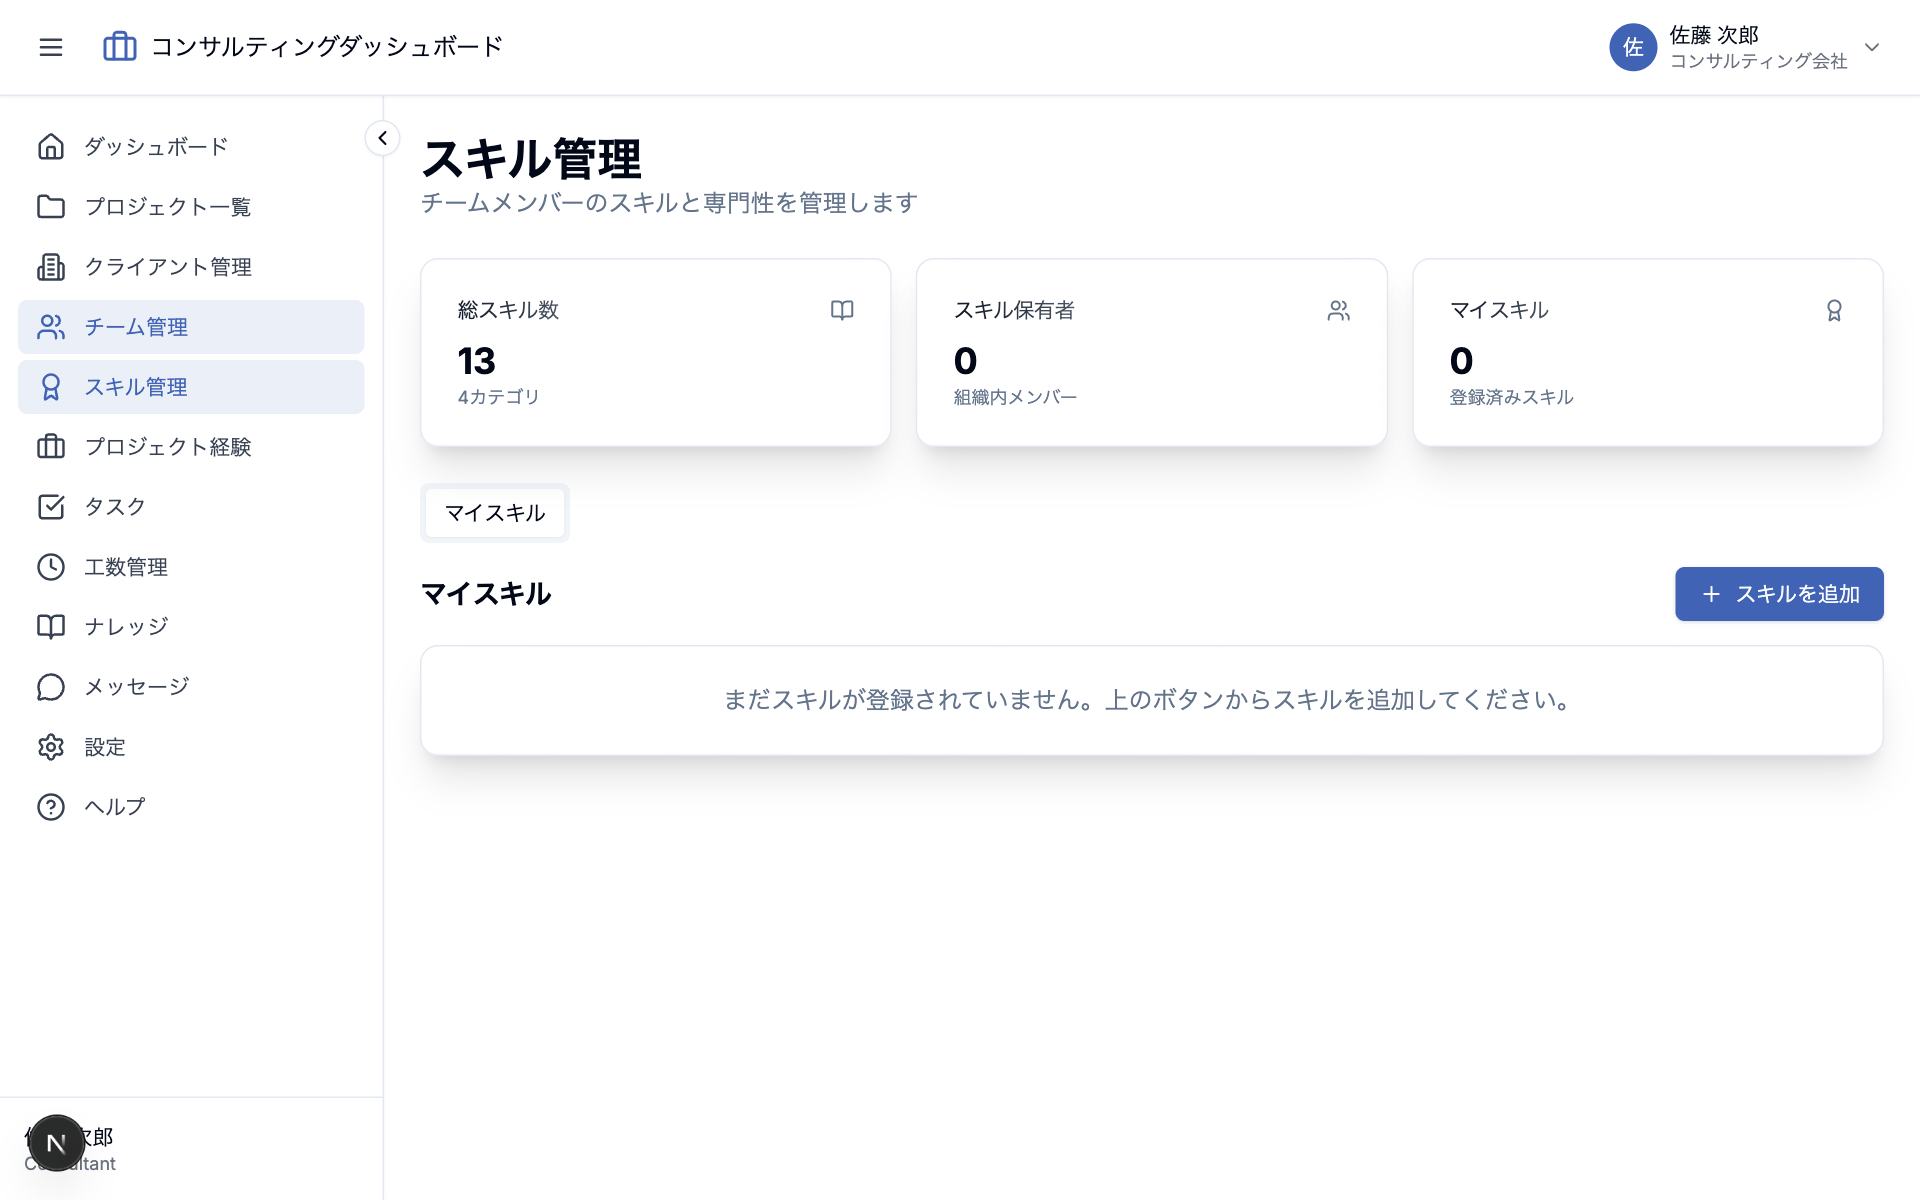 コンサルティングダッシュボード
佐
佐藤 次郎
コンサルティング会社
ダッシュボード
プロジェクト一覧
クライアント管理
チーム管理
スキル管理
プロジェクト経験
タスク
工数管理
ナレッジ
メッセージ
設定
ヘルプ
スキル管理
チームメンバーのスキルと専門性を管理します
総スキル数
13
4カテゴリ
スキル保有者
0
組織内メンバー
マイスキル
0
登録済みスキル
マイスキル
マイスキル
スキルを追加
まだスキルが登録されていません。上のボタンからスキルを追加してください。
次郎
N